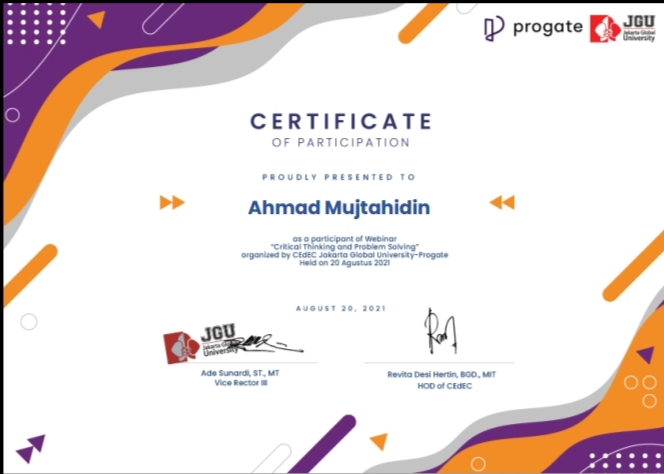 progate
JGU
Jakarta Global
University
CERTIFICATE
OF PARTICIPATION
PROUDLY PRESENTED TO
Ahmad Mujtahidin
as a participant of Webinar
"Critical Thinking and Problem Solving"
organized by CEdEC Jakarta Global University-Progate
Held on 20 Agustus 2021
AUGUST 20, 2021
JGU
Jakarta Global
University
Ade Sunardi, ST., MT
Vice Rector III
Revita Desi Hertin, BGD., MIT
HOD of CEdEC